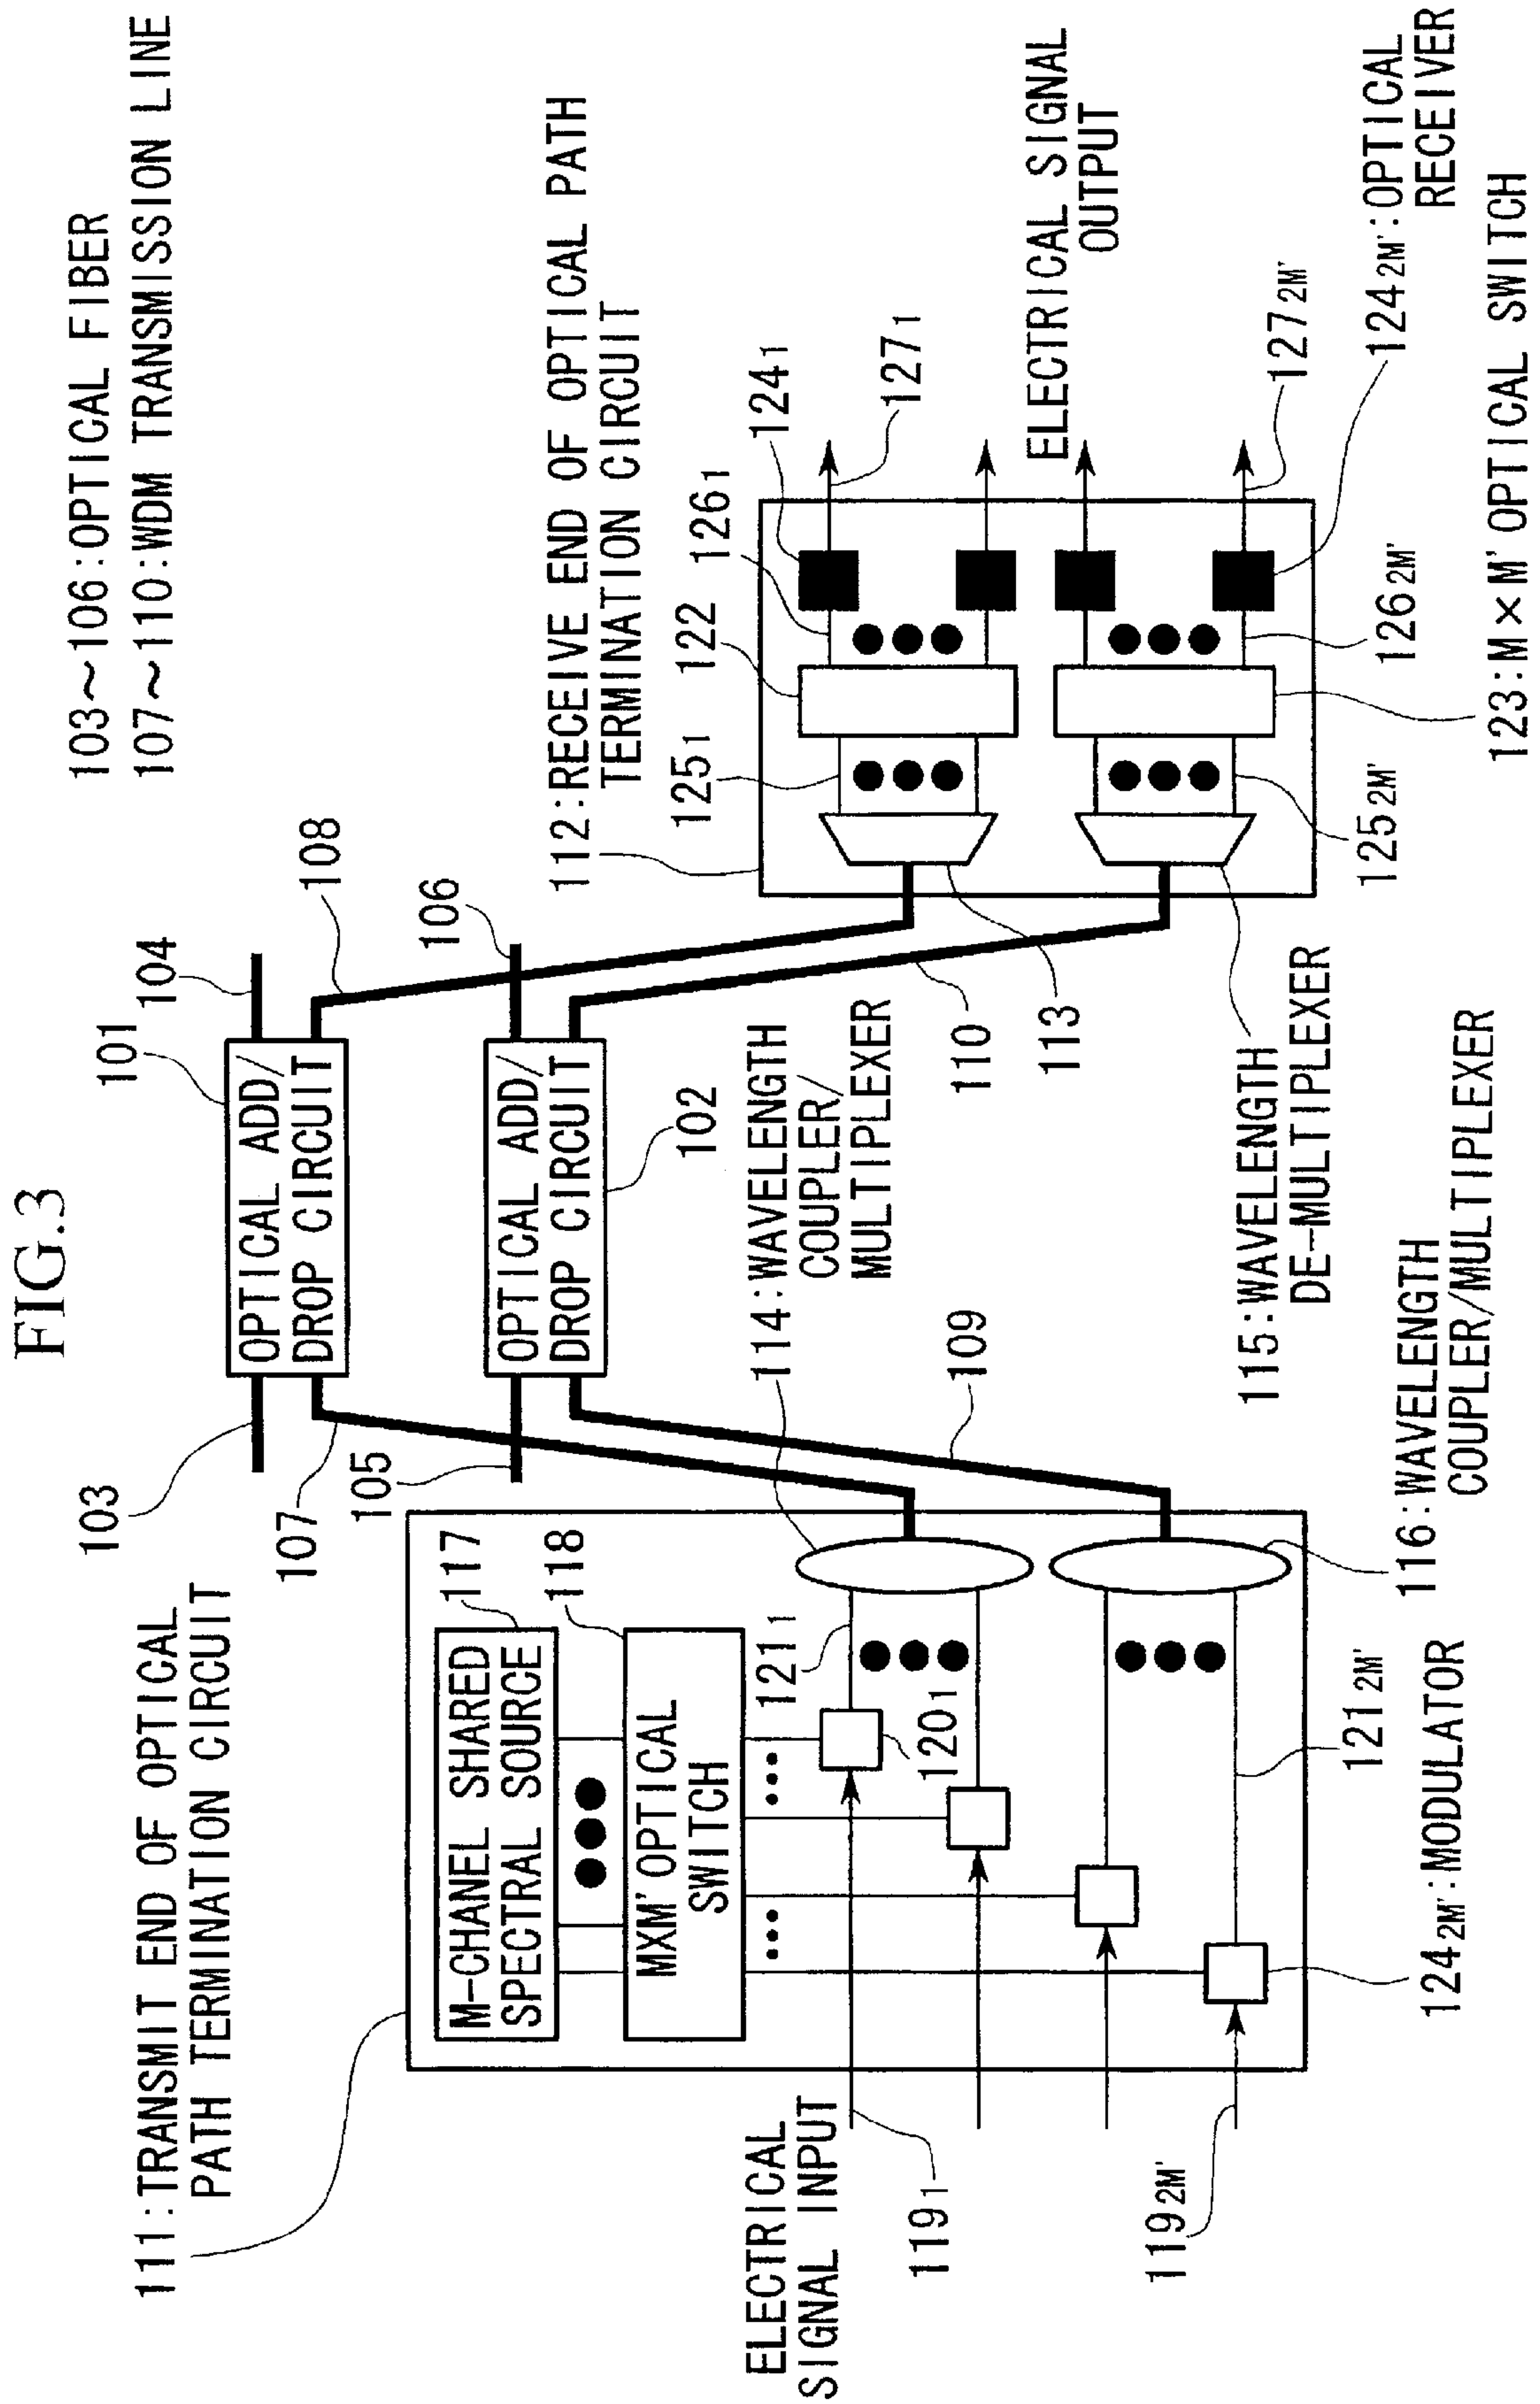 FIG.3
103~106:OPTICAL FIBER
107~110:WDM TRANSMISSION LINE
101
103
OPTICAL ADD/
DROP CIRCUIT
104
107
108
105
OPTICAL ADD/
DROP CIRCUIT
106
102
111:TRANSMIT END OF OPTICAL
PATH TERMINATION CIRCUIT
117
M-CHANEL SHARED
SPECTRAL SOURCE
118
MXM'OPTICAL
SWITCH
ELECTRICAL
SIGNAL INPUT
119₁
119₂M'
121₁
120₁
121₂M'
124₂M':MODULATOR
114:WAVELENGTH
COUPLER/
MULTIPLEXER
109
110
113
115:WAVELENGTH
DE-MULTIPLEXER
116:WAVELENGTH
COUPLER/MULTIPLEXER
112:RECEIVE END OF OPTICAL PATH
TERMINATION CIRCUIT
125₁
122
126₁
124₁
127₁
ELECTRICAL SIGNAL
OUTPUT
125₂M'
126₂M'
127₂M'
124₂M':OPTICAL
RECEIVER
123:M×M'OPTICAL SWITCH